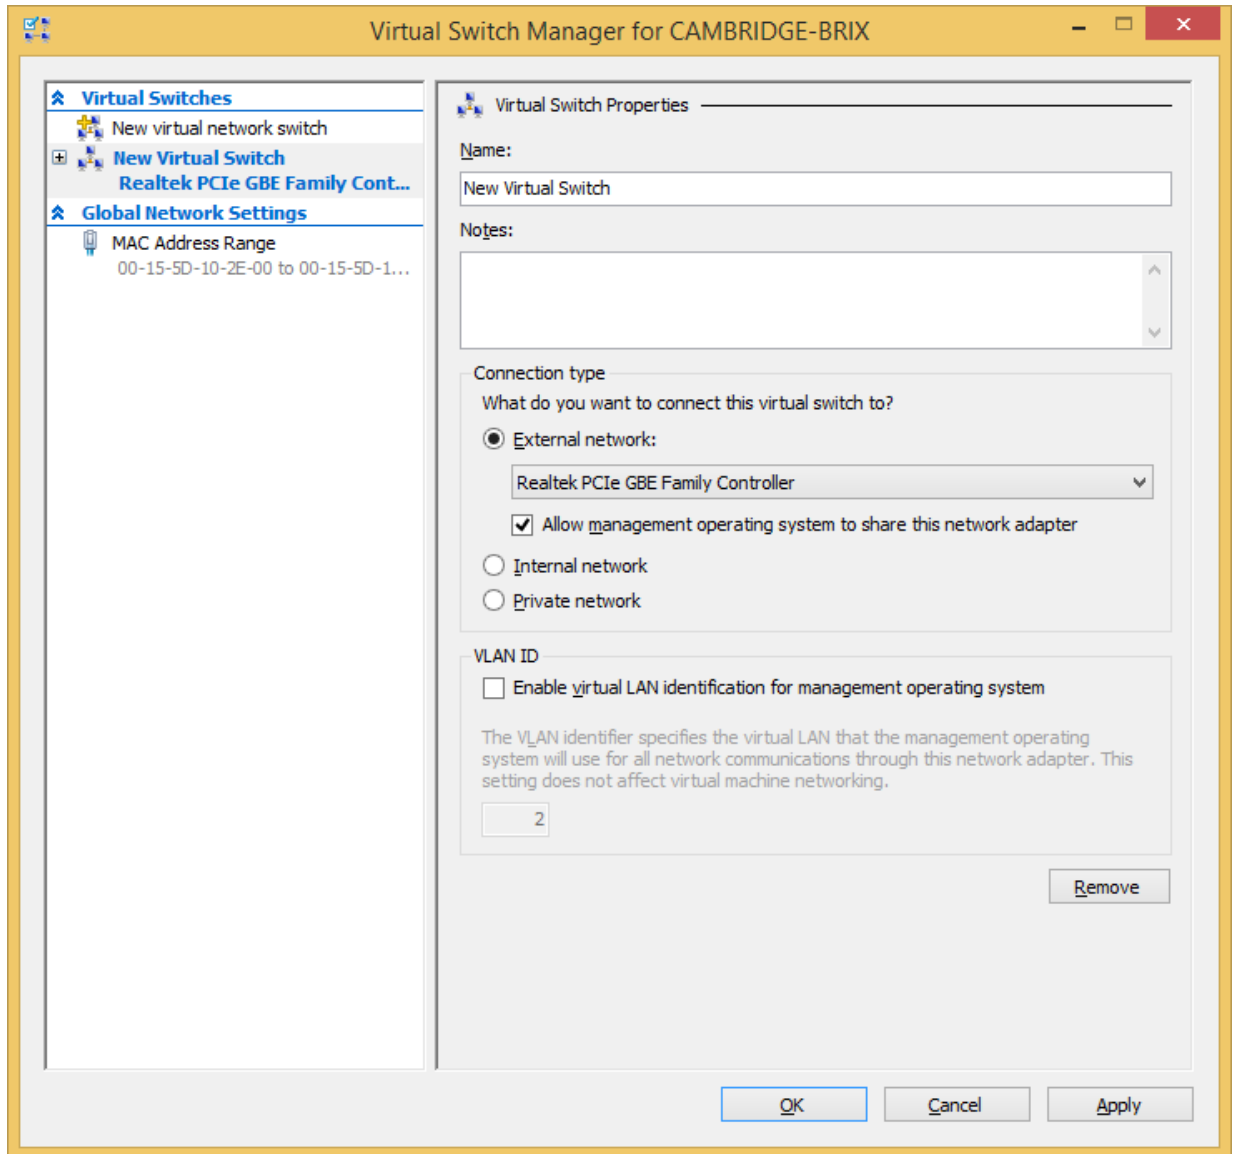 Virtual Switch Manager for CAMBRIDGE-BRIX
Virtual Switches
New virtual network switch
New Virtual Switch
Realtek PCIe GBE Family Cont...
Global Network Settings
MAC Address Range
00-15-5D-10-2E-00 to 00-15-5D-1...
Virtual Switch Properties
Name:
New Virtual Switch
Notes:
Connection type
What do you want to connect this virtual switch to?
External network:
Realtek PCIe GBE Family Controller
Allow management operating system to share this network adapter
Internal network
Private network
VLAN ID
Enable virtual LAN identification for management operating system
The VLAN identifier specifies the virtual LAN that the management operating
system will use for all network communications through this network adapter. This
setting does not affect virtual machine networking.
2
Remove
OK
Cancel
Apply